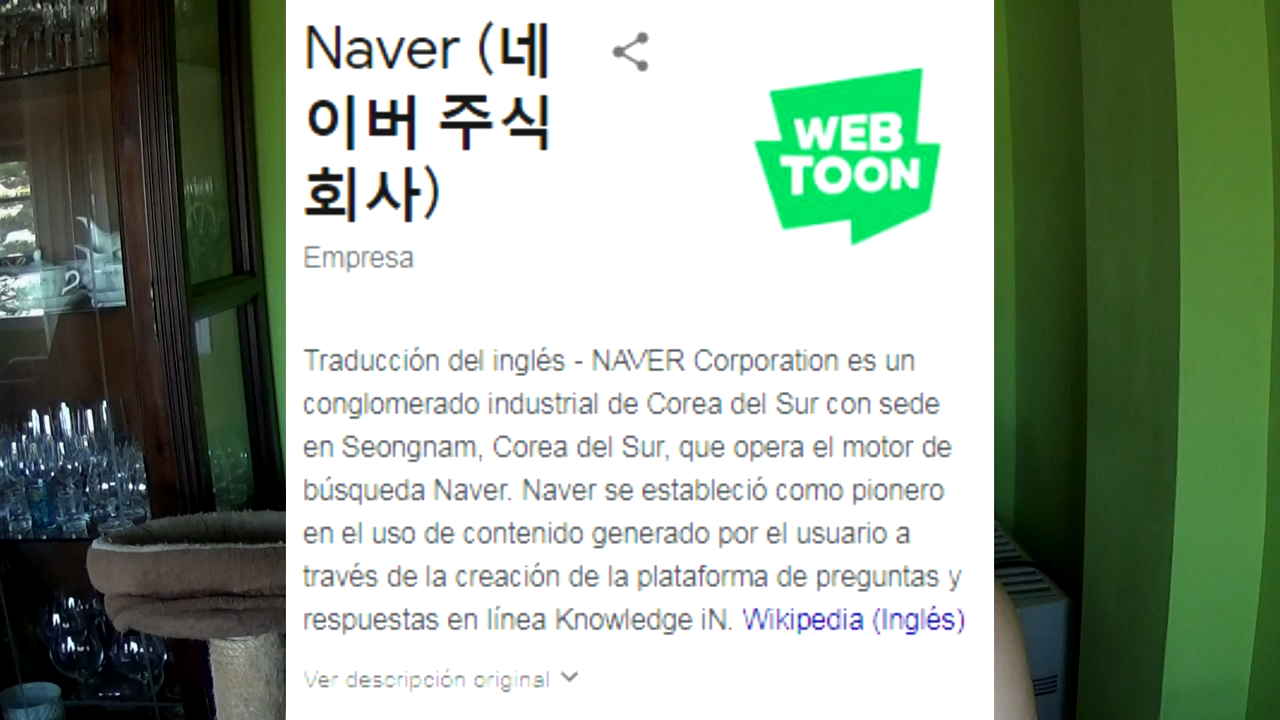 Naver (네
이버 주식
회사)
WEB
TOON
Empresa
Traducción del inglés - NAVER Corporation es un
conglomerado industrial de Corea del Sur con sede
en Seongnam, Corea del Sur, que opera el motor de
búsqueda Naver. Naver se estableció como pionero
en el uso de contenido generado por el usuario a
través de la creación de la plataforma de preguntas y
respuestas en línea Knowledge iN. Wikipedia (Inglés)
Ver descripción original